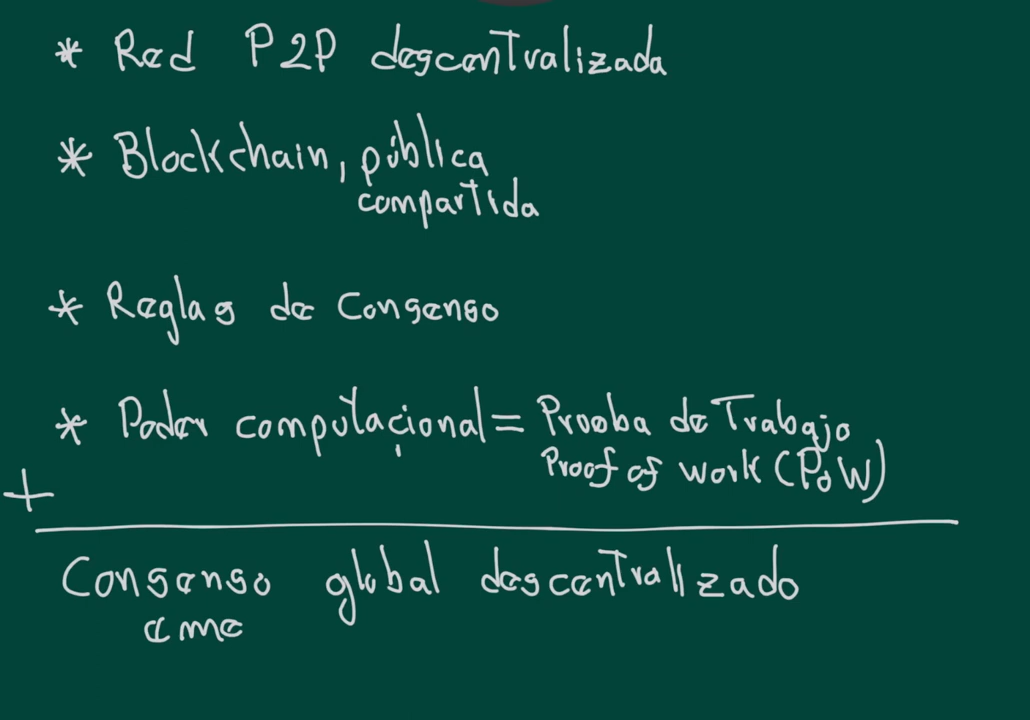 * Red P2P descentralizada
* Blockchain, pública
compartida
* Reglas de Consenso
* Poder computacional = Prueba de Trabajo
Proof of work (PoW)
+
Consenso global descentralizado
eme